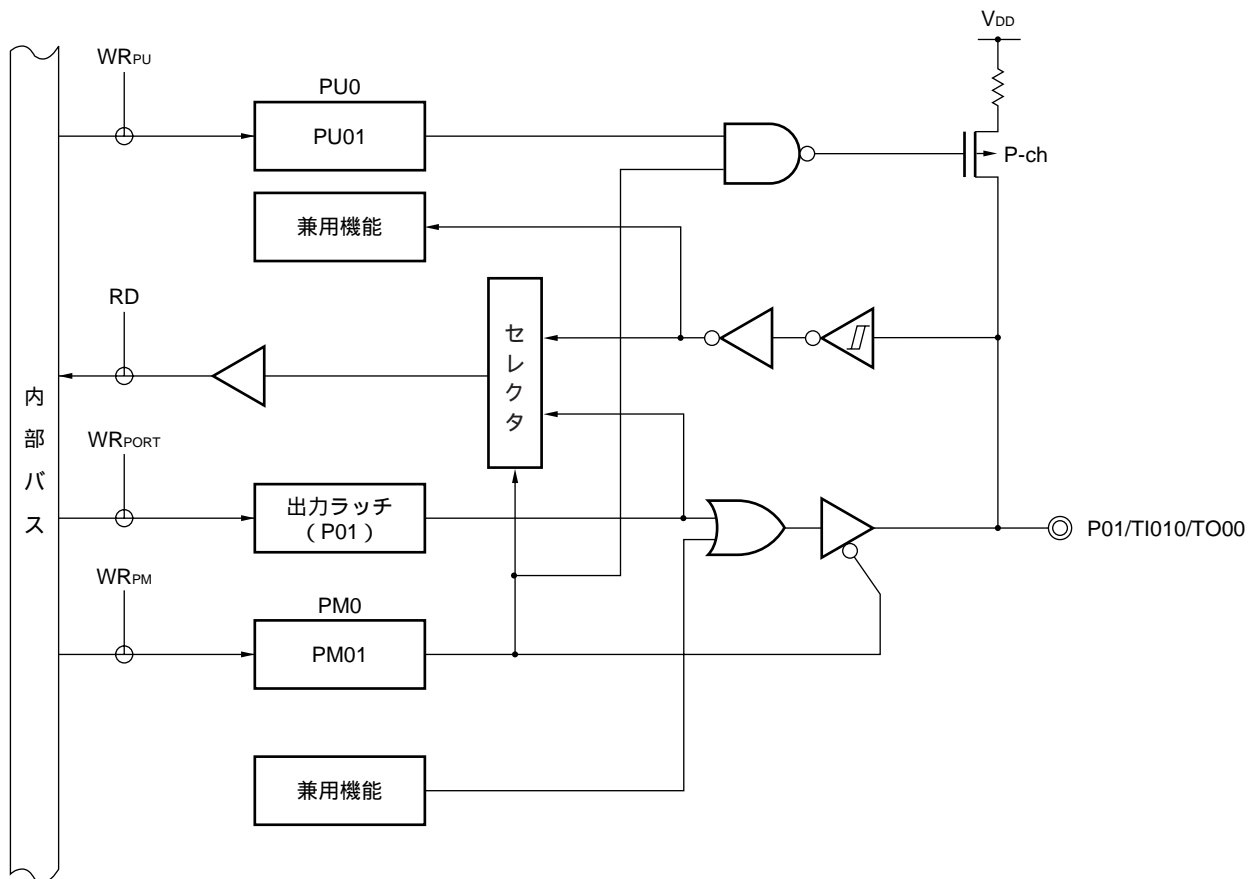 VDD
WRPU
PU0
PU01
P-ch
兼用機能
RD
セレクタ
内部バス
WRPORT
出力ラッチ
（P01）
P01/TI010/TO00
WRPM
PM0
PM01
兼用機能